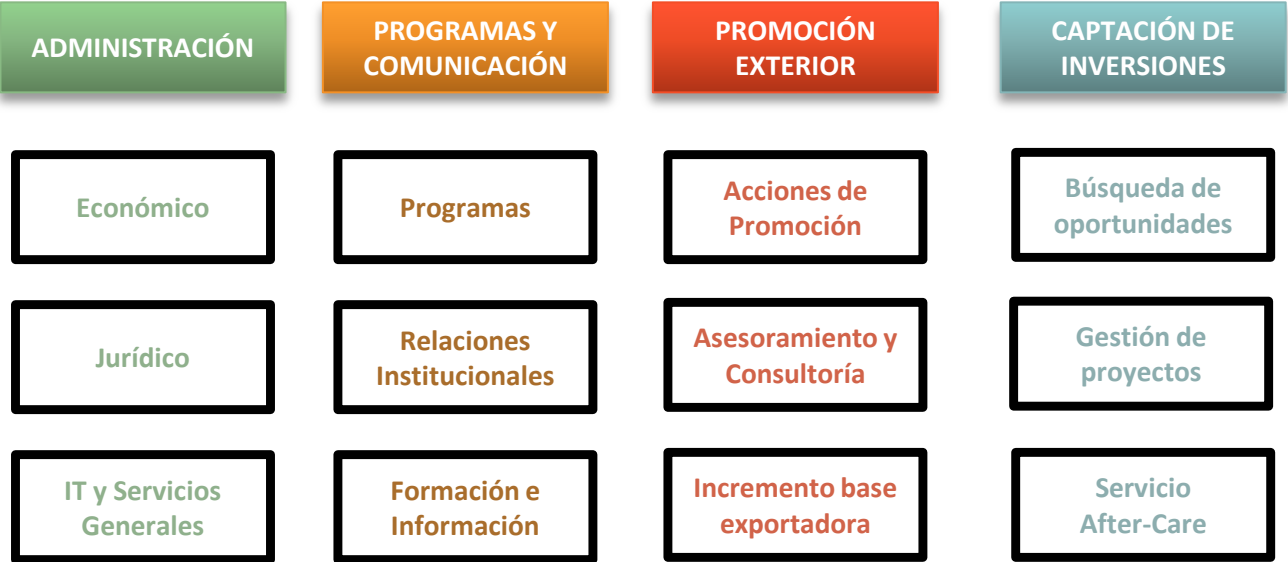 ADMINISTRACIÓN
PROGRAMAS Y
COMUNICACIÓN
PROMOCIÓN
EXTERIOR
CAPTACIÓN DE
INVERSIONES
Económico
Programas
Acciones de
Promoción
Búsqueda de
oportunidades
Jurídico
Relaciones
Institucionales
Asesoramiento y
Consultoría
Gestión de
proyectos
IT y Servicios
Generales
Formación e
Información
Incremento base
exportadora
Servicio
After-Care